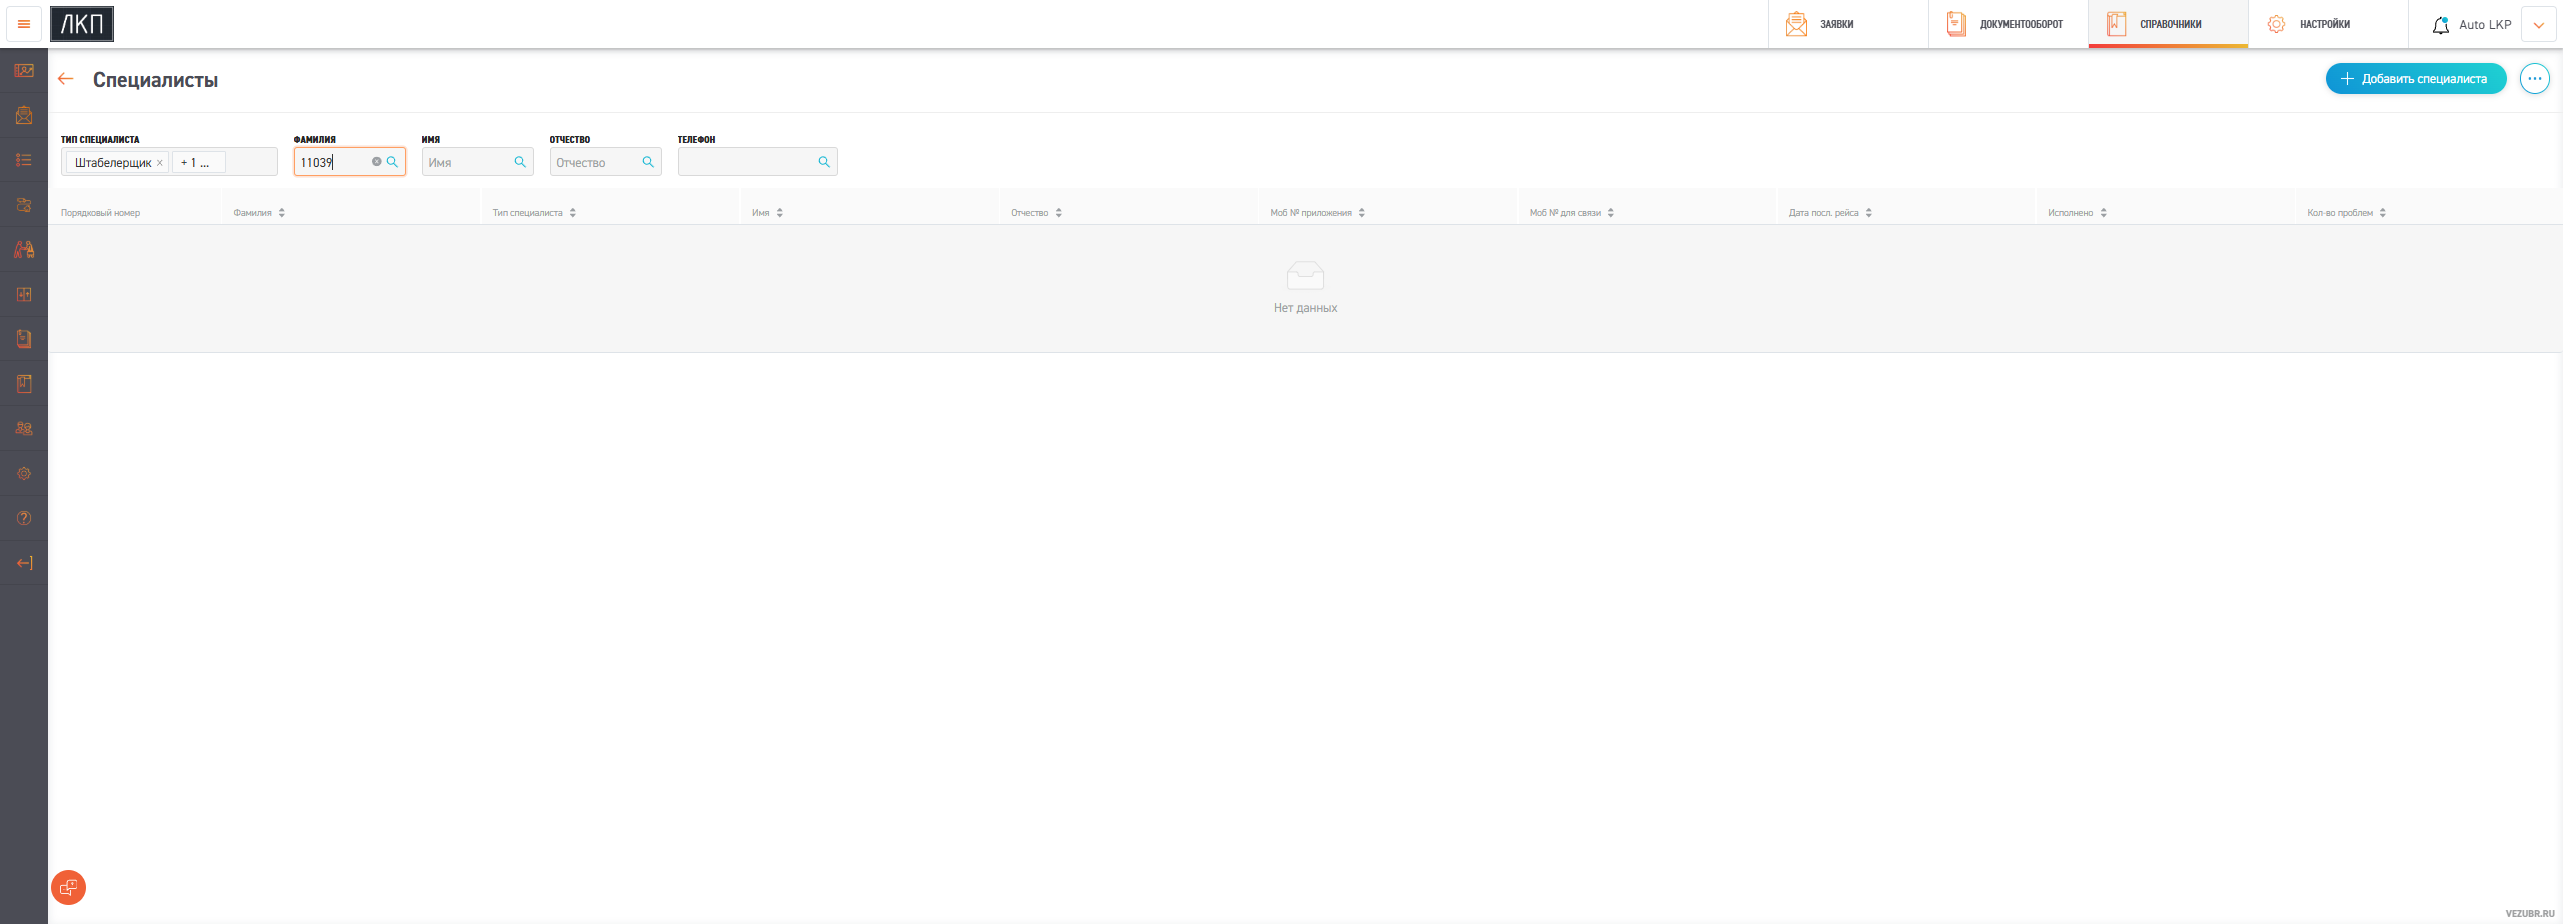 ЛКП
ЗАЯВКИ
ДОКУМЕНТООБОРОТ
СПРАВОЧНИКИ
НАСТРОЙКИ
Auto LKP
Специалисты
Добавить специалиста
ТИП СПЕЦИАЛИСТА
ФАМИЛИЯ
ИМЯ
ОТЧЕСТВО
ТЕЛЕФОН
Штабелерщик
+ 1 ...
11039
Имя
Отчество
Порядковый номер
Фамилия
Тип специалиста
Имя
Отчество
Моб № приложения
Моб № для связи
Дата посл. рейса
Исполнено
Кол-во проблем
Нет данных
VEZUBR.RU